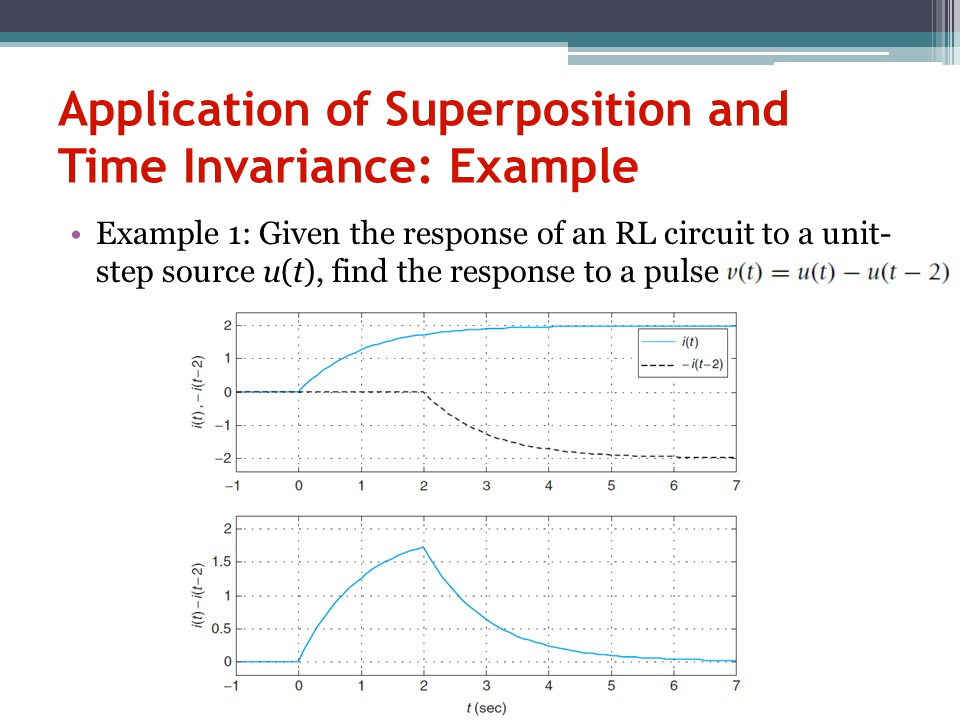 Application of Superposition and
Time Invariance: Example
• Example 1: Given the response of an RL circuit to a unit-
step source u(t), find the response to a pulse v(t) = u(t) − u(t − 2)
i(t), −i(t−2)
2
1
0
−1
−2
i(t)
−i(t−2)
−1 0 1 2 3 4 5 6 7
i(t)−i(t−2)
2
1.5
1
0.5
0
−1 0 1 2 3 4 5 6 7
t (sec)